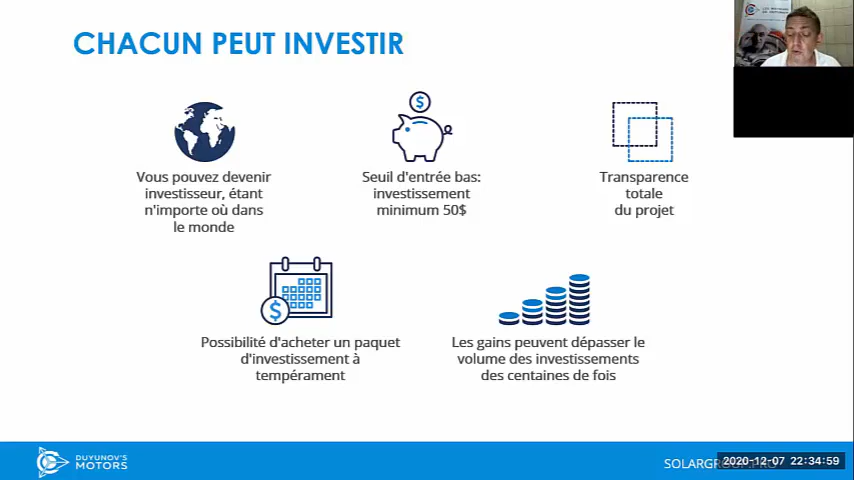 CHACUN PEUT INVESTIR
Vous pouvez devenir
investisseur, étant
n'importe où dans
le monde
Seuil d'entrée bas:
investissement
minimum 50$
Transparence
totale
du projet
Possibilité d'acheter un paquet
d'investissement à
tempérament
Les gains peuvent dépasser le
volume des investissements
des centaines de fois
DUYUNOV'S
MOTORS
2020-12-07 22:34:59